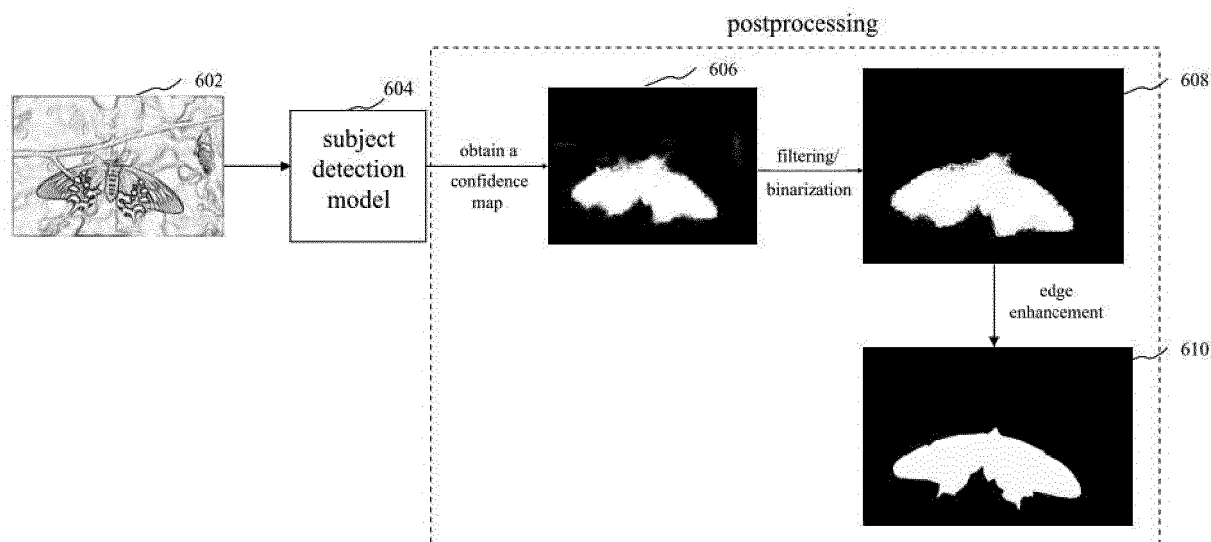 postprocessing
602
604
606
608
subject
detection
model
obtain a
confidence
map
filtering/
binarization
edge
enhancement
610